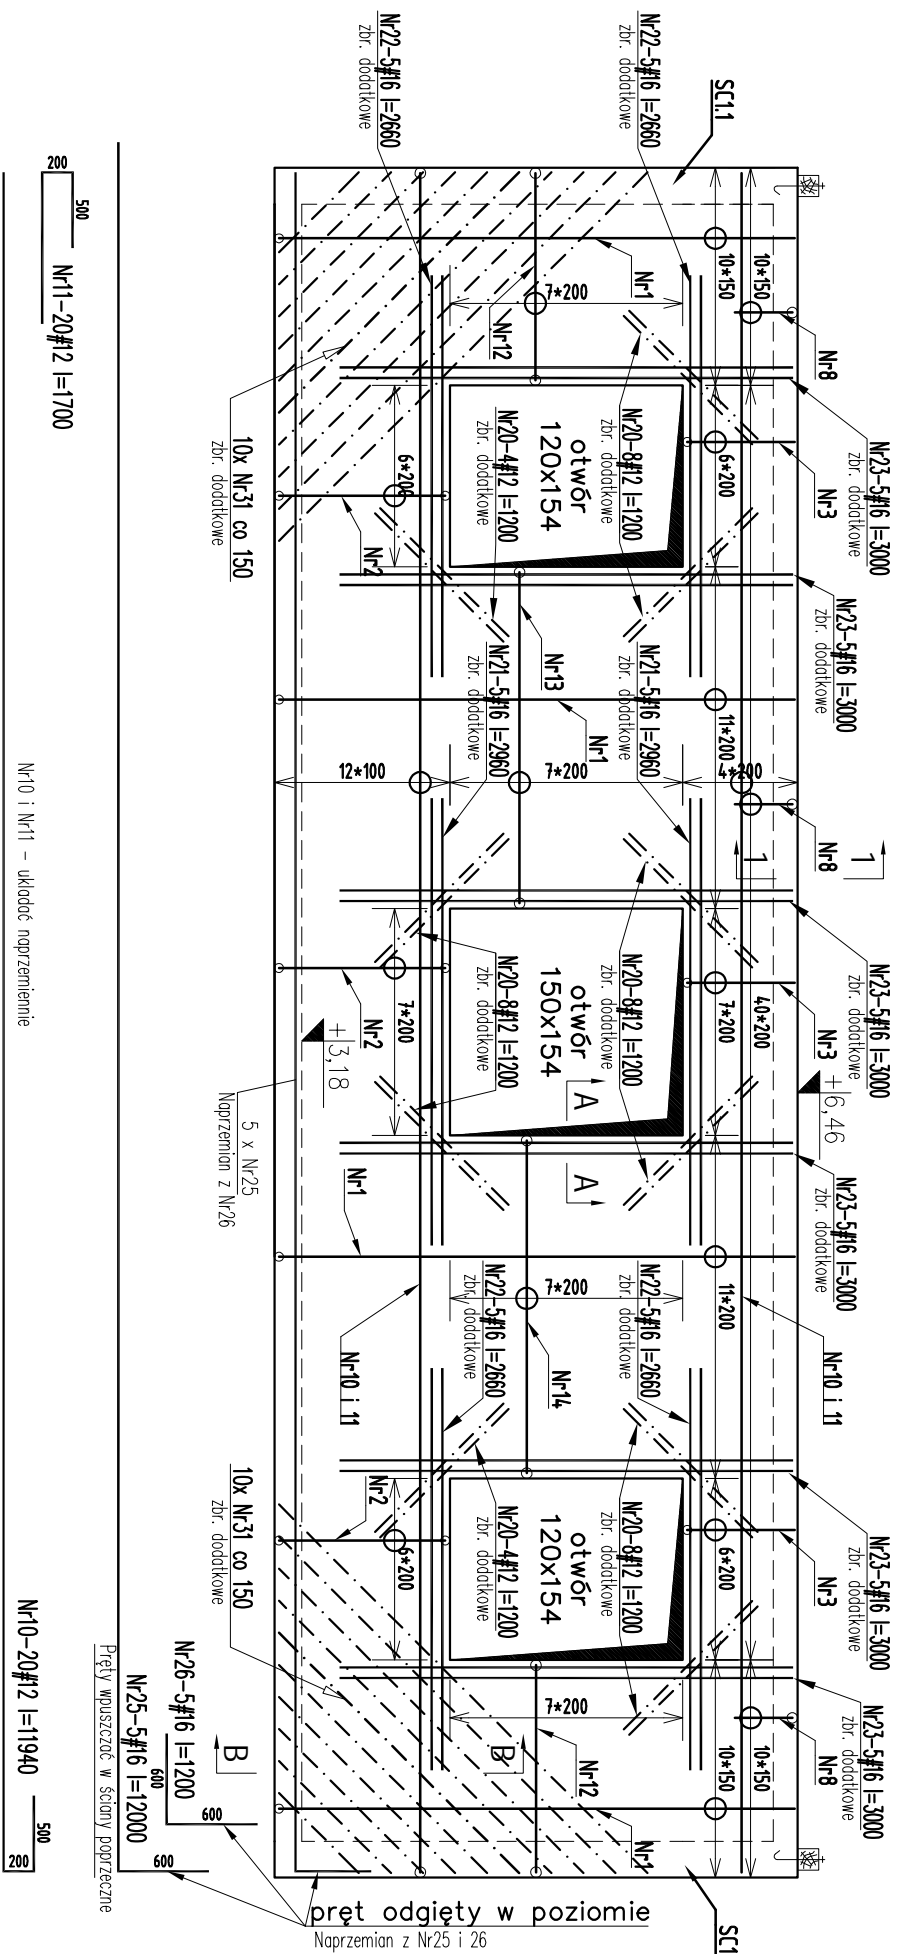 SC1.1
SC1
Nr22-5#16 l=2660
zbr. dodatkowe
Nr22-5#16 l=2660
zbr. dodatkowe
10*150
10*150
Nr8
Nr1
7*200
Nr12
Nr23-5#16 l=3000
zbr. dodatkowe
Nr3
6*200
Nr20-8#12 l=1200
zbr. dodatkowe
otwór
120x154
Nr20-4#12 l=1200
zbr. dodatkowe
6*200
Nr2
10x Nr31 co 150
zbr. dodatkowe
Nr23-5#16 l=3000
zbr. dodatkowe
Nr21-5#16 l=2960
zbr. dodatkowe
Nr13
Nr21-5#16 l=2960
zbr. dodatkowe
11*200
Nr1
4*200
7*200
12*100
Nr8
1
1
Nr23-5#16 l=3000
zbr. dodatkowe
Nr3
40*200
7*200
Nr20-8#12 l=1200
zbr. dodatkowe
otwór
150x154
Nr20-8#12 l=1200
zbr. dodatkowe
7*200
Nr2
+3,18
+6,46
A
A
5 x Nr25
Naprzemian z Nr26
Nr23-5#16 l=3000
zbr. dodatkowe
Nr1
11*200
7*200
Nr22-5#16 l=2660
zbr. dodatkowe
Nr22-5#16 l=2660
zbr. dodatkowe
Nr14
Nr10 i 11
Nr10 i 11
Nr23-5#16 l=3000
zbr. dodatkowe
Nr3
6*200
Nr20-8#12 l=1200
zbr. dodatkowe
otwór
120x154
Nr20-4#12 l=1200
zbr. dodatkowe
6*200
Nr2
10x Nr31 co 150
zbr. dodatkowe
Nr23-5#16 l=3000
zbr. dodatkowe
Nr8
10*150
10*150
7*200
Nr12
Nr1
B
B
pręt odgięty w poziomie
Naprzemian z Nr25 i 26
Nr26-5#16 l=1200
600
600
Nr25-5#16 l=12000
600
Pręty wpuszczać w ściany poprzeczne
200
500
Nr11-20#12 l=1700
Nr10 i Nr11 - układać naprzemiennie
Nr10-20#12 l=11940
500
200